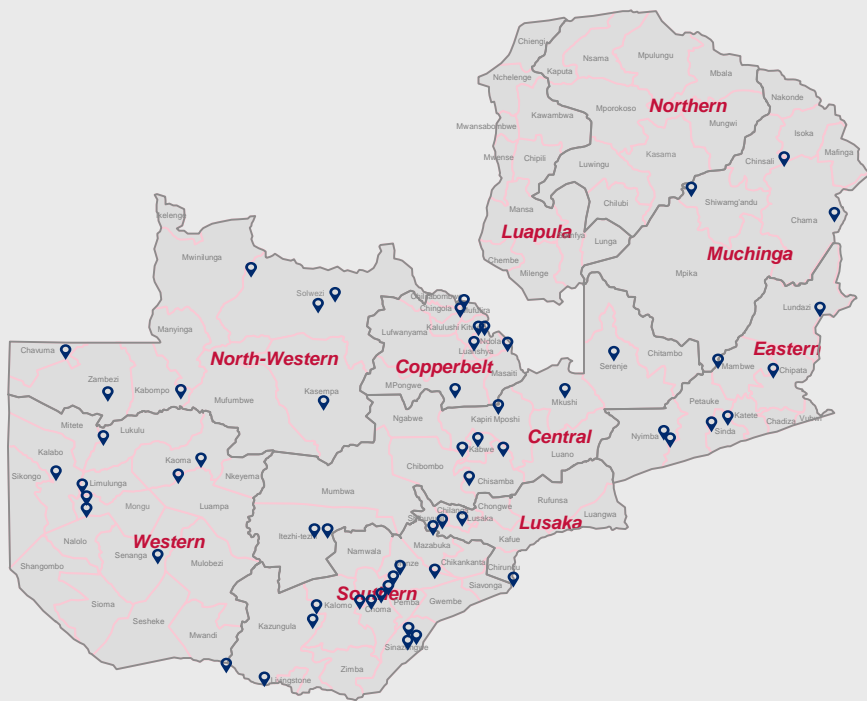 Chiengi
Nsama
Mpulungu
Kaputa
Mbala
Nchelenge
Nakonde
Mporokoso
Northern
Kawambwa
Mwansabombwe
Mungwi
Isoka
Mafinga
Mwense
Chipili
Kasama
Chinsali
Luwingu
Mansa
Chilubi
Shiwamg'andu
Chama
Luapula
Lunga
Muchinga
Chembe
Milenge
Mpika
Ikelenge
Mwinilunga
Solwezi
Chingola
Lundazi
Manyinga
Lufwanyama
Kalulushi
Ndola
Chavuma
North-Western
Luanshya
Serenje
Chitambo
Eastern
Copperbelt
Mambwe
Chipata
Zambezi
Kabompo
Masaiti
MPongwe
Mkushi
Mufumbwe
Kasempa
Petauke
Mitete
Lukulu
Ngabwe
Kapiri Mposhi
Katete
Chadiza
Central
Sinda
Nyimba
Kalabo
Kaoma
Kabwe
Luano
Sikongo
Chibombo
Limulunga
Nkeyema
Chisamba
Mumbwa
Rufunsa
Mongu
Luampa
Chongwe
Lusaka
Lusaka
Luangwa
Itezhi-tezhi
Nalolo
Western
Kafue
Senanga
Mazabuka
Namwala
Mulobezi
Shangombo
Chikankanta
Chirundu
Siavonga
Southern
Sioma
Kalomo
Choma
Pemba
Gwembe
Sesheke
Kazungula
Mwandi
Sinazongwe
Zimba
Livingstone